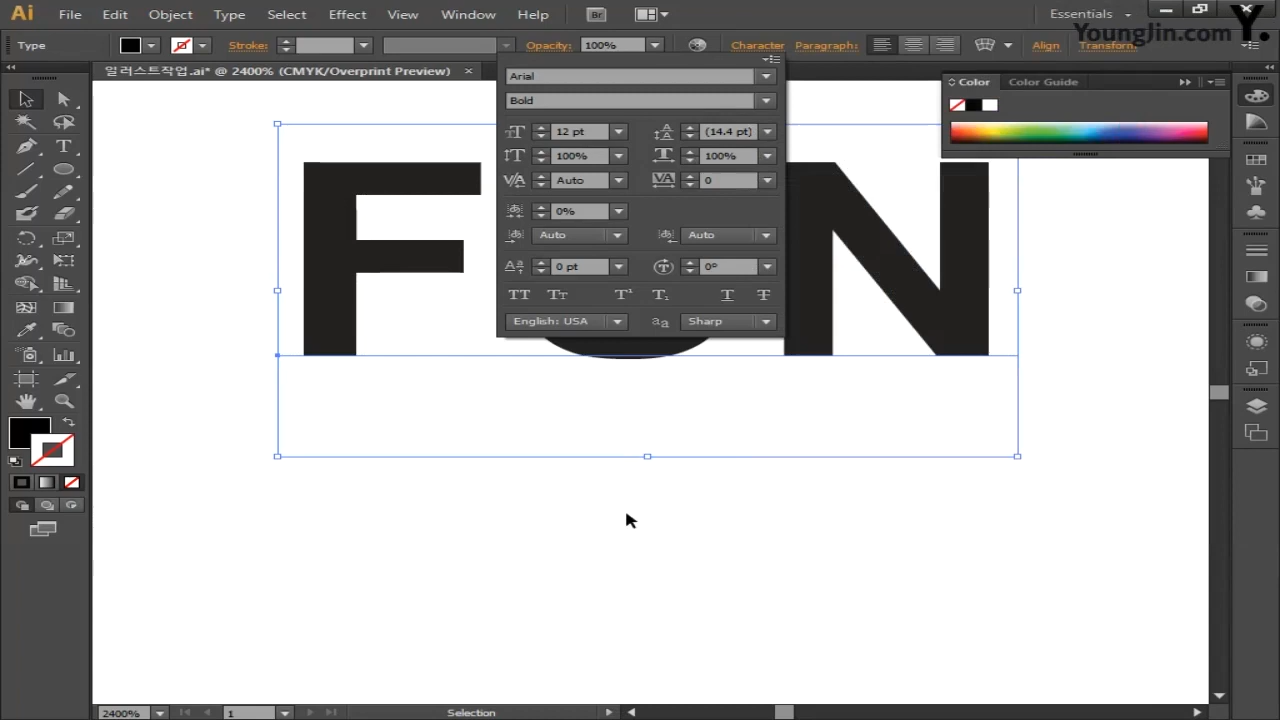 Ai File Edit Object Type Select Effect View Window Help Br Essentials
Y.
YoungJin.com
Type Stroke: Opacity: 100% Character Paragraph: Align Transform
일러스트작업.ai* @ 2400% (CMYK/Overprint Preview) ×
Arial
Bold
12 pt (14.4 pt)
100% 100%
Auto 0
0%
Auto Auto
0 pt 0°
English: USA Sharp
Color Color Guide
F N
2400% 1 Selection